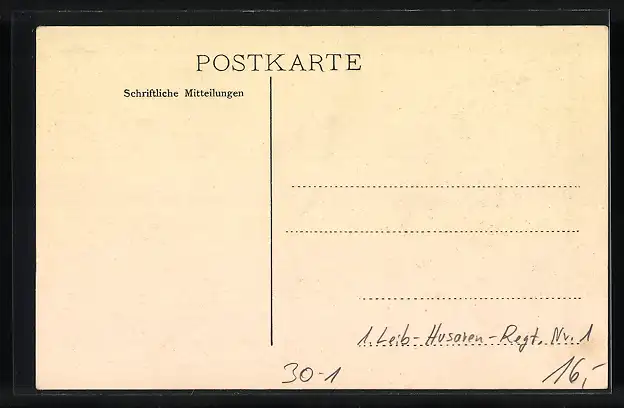 POSTKARTE
Schriftliche Mitteilungen
1. Leib-Husaren-Regt. Nr. 1
30-1
16,-